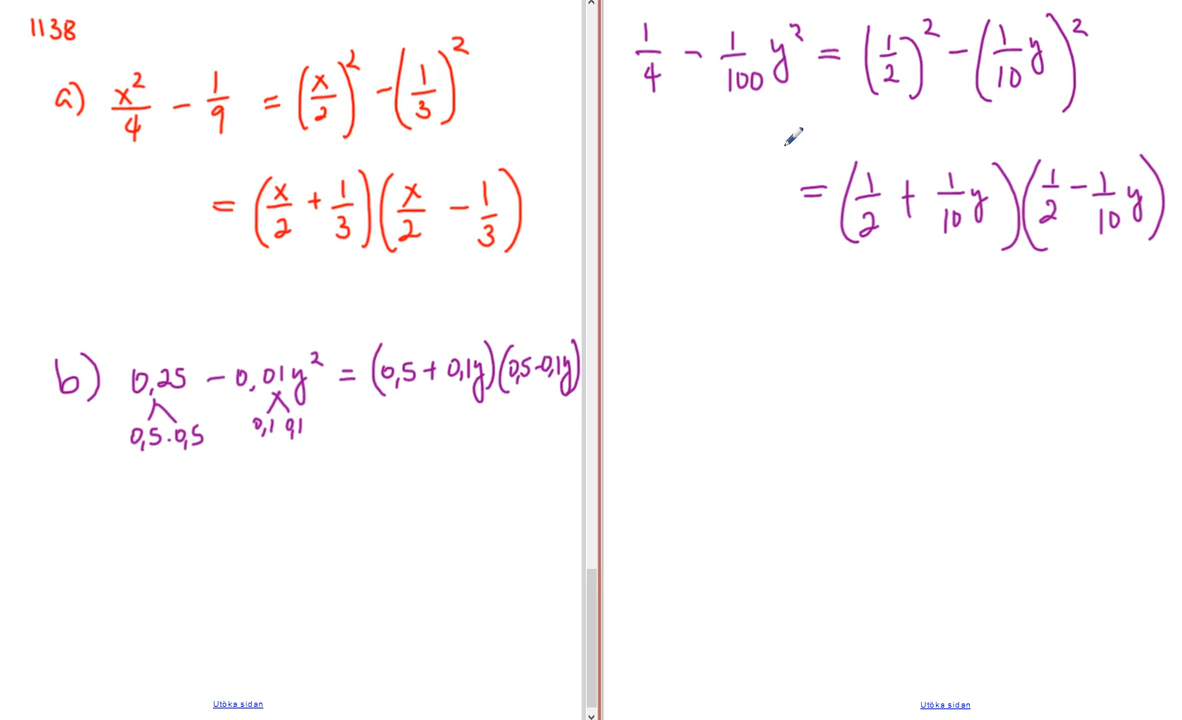 1138
a) x²/4 - 1/9 = (x/2)² - (1/3)²
= (x/2 + 1/3)(x/2 - 1/3)
b) 0,25 - 0,01y² = (0,5 + 0,1y)(0,5-0,1y)
0,5·0,5 0,1 0,1
Utöka sidan
1/4 - 1/100 y² = (1/2)² - (1/10 y)²
= (1/2 + 1/10 y)(1/2 - 1/10 y)
Utöka sidan